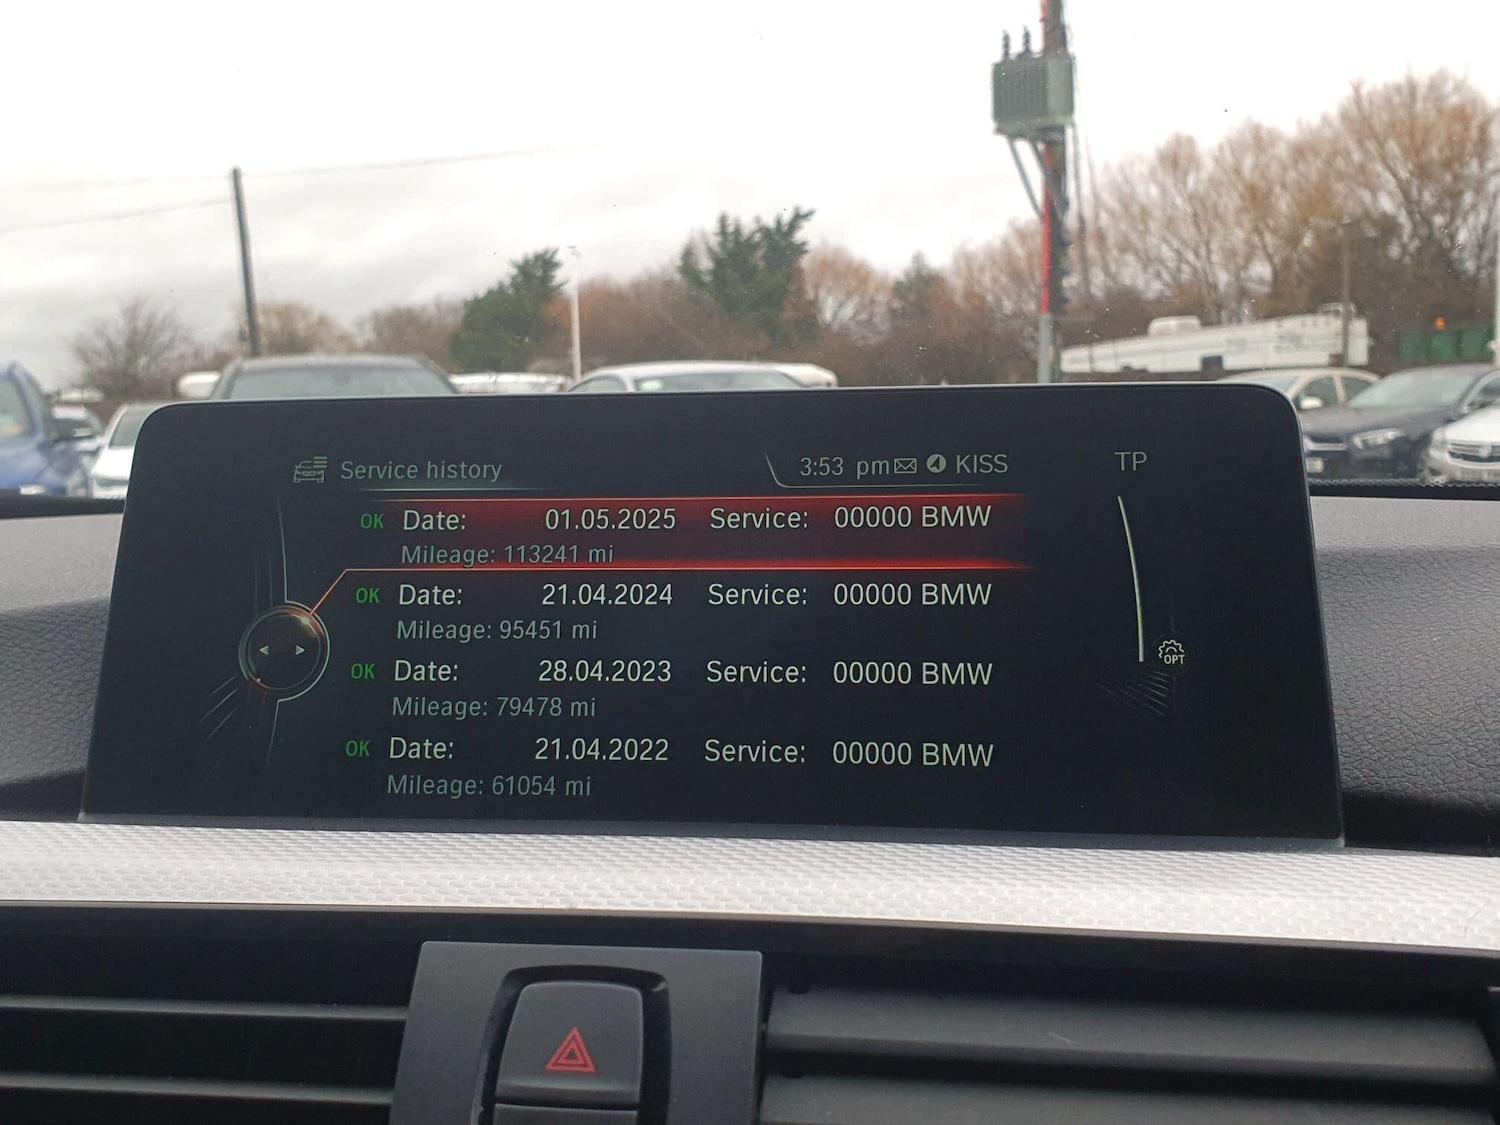 Service history 3:53 pm KISS TP
OK Date: 01.05.2025 Service: 00000 BMW
Mileage: 113241 mi
OK Date: 21.04.2024 Service: 00000 BMW
Mileage: 95451 mi
OK Date: 28.04.2023 Service: 00000 BMW
Mileage: 79478 mi
OPT
OK Date: 21.04.2022 Service: 00000 BMW
Mileage: 61054 mi